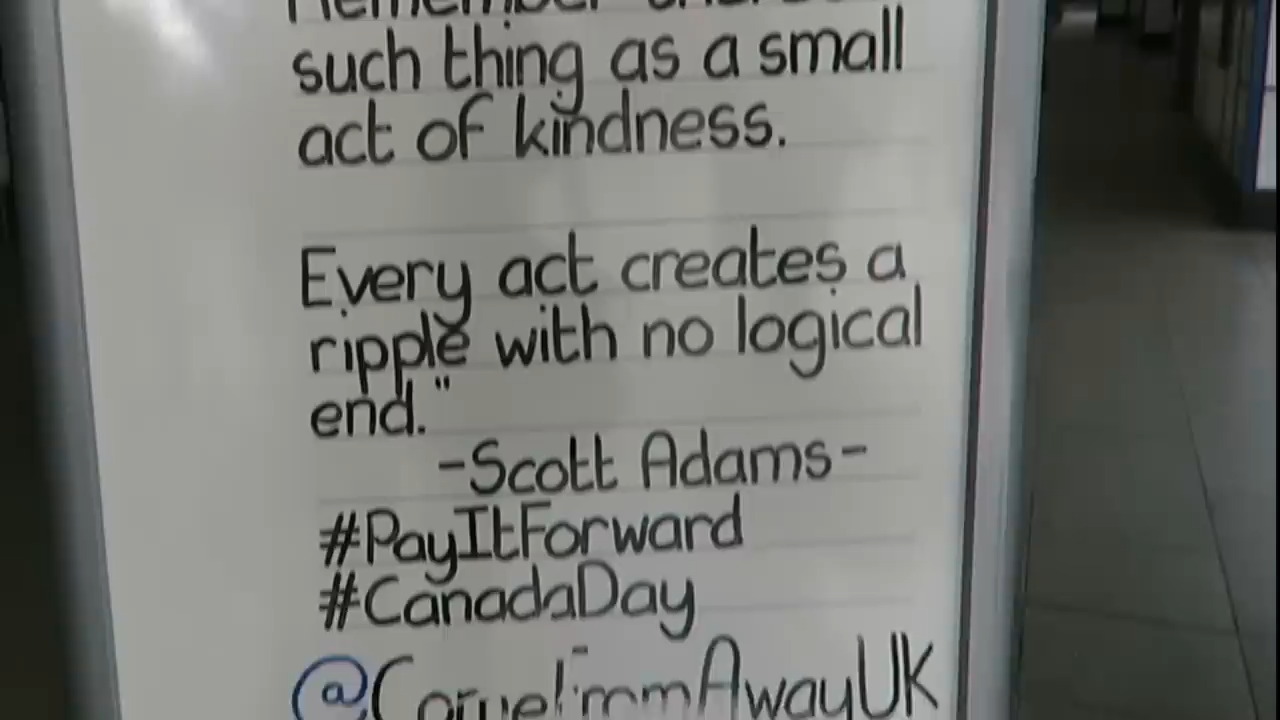 Remember
such thing as a small
act of kindness.
Every act creates a
ripple with no logical
end."
-Scott Adams-
#PayItForward
#CanadaDay